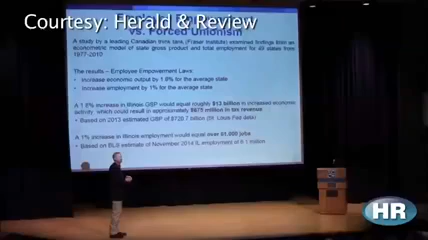 Courtesy: Herald & Review
vs. Forced Unionism
A study by a leading Canadian think tank (Fraser Institute) examined findings from an
econometric model of state gross product and total employment for 49 states from
1977-2010
The results – Employee Empowerment Laws:
• Increase economic output by 1.8% for the average state
• Increase employment by 1% for the average state
A 1.8% increase in Illinois GSP would equal roughly $13 billion in increased economic
activity, which could result in approximately $675 million in tax revenue
• Based on 2013 estimated GSP of $720.7 billion (St. Louis Fed data)
A 1% increase in Illinois employment would equal over 61,000 jobs
• Based on BLS estimate of November 2014 IL employment of 6.1 million
HR